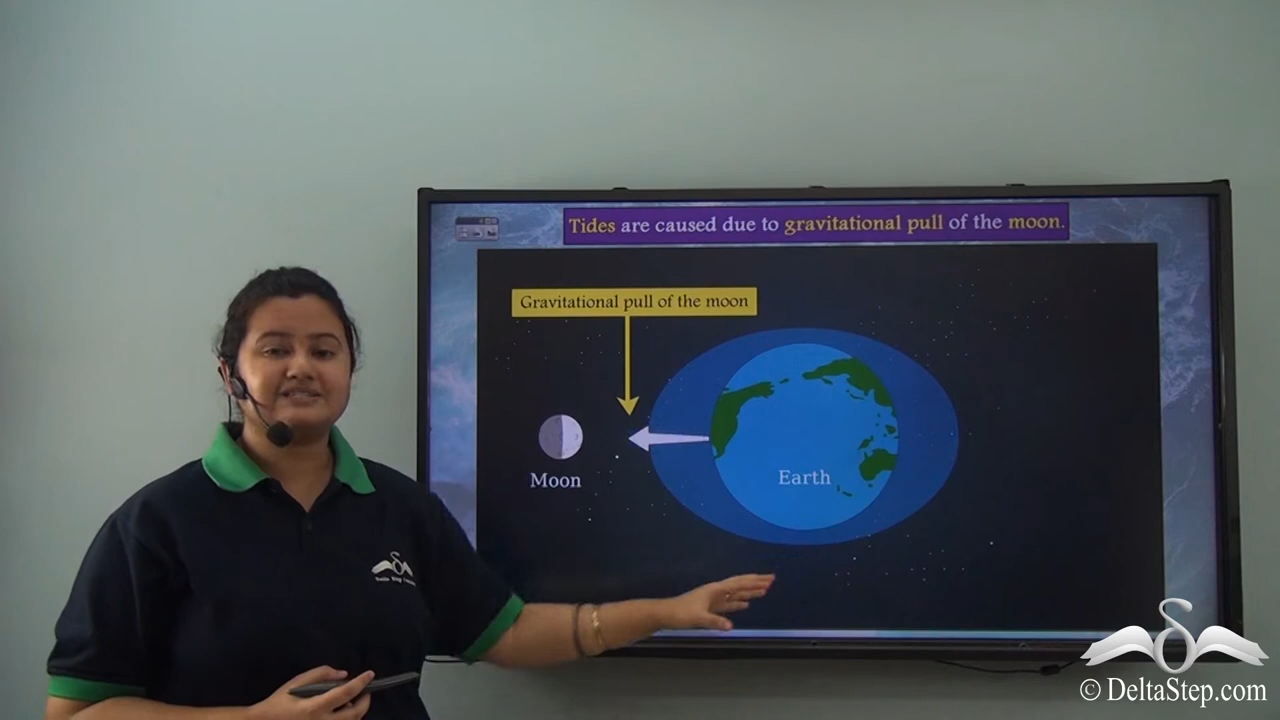 Tides are caused due to gravitational pull of the moon.
Gravitational pull of the moon
Moon
Earth
© DeltaStep.com